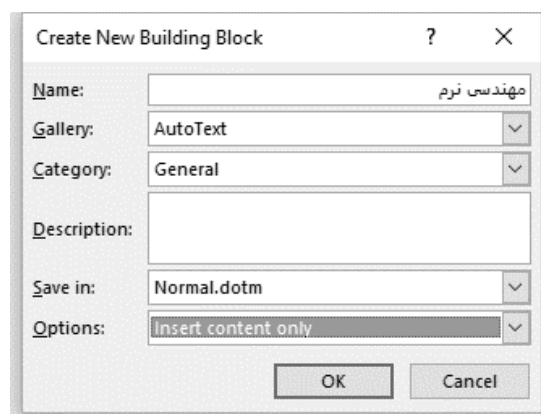 Create New Building Block ? ×
Name: مهندسی نرم
Gallery: AutoText
Category: General
Description:
Save in: Normal.dotm
Options: Insert content only
OK Cancel